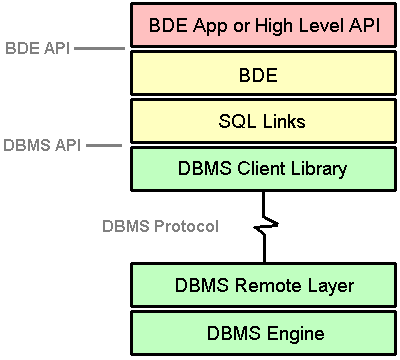 BDE App or High Level API
BDE API
BDE
SQL Links
DBMS API
DBMS Client Library
DBMS Protocol
DBMS Remote Layer
DBMS Engine